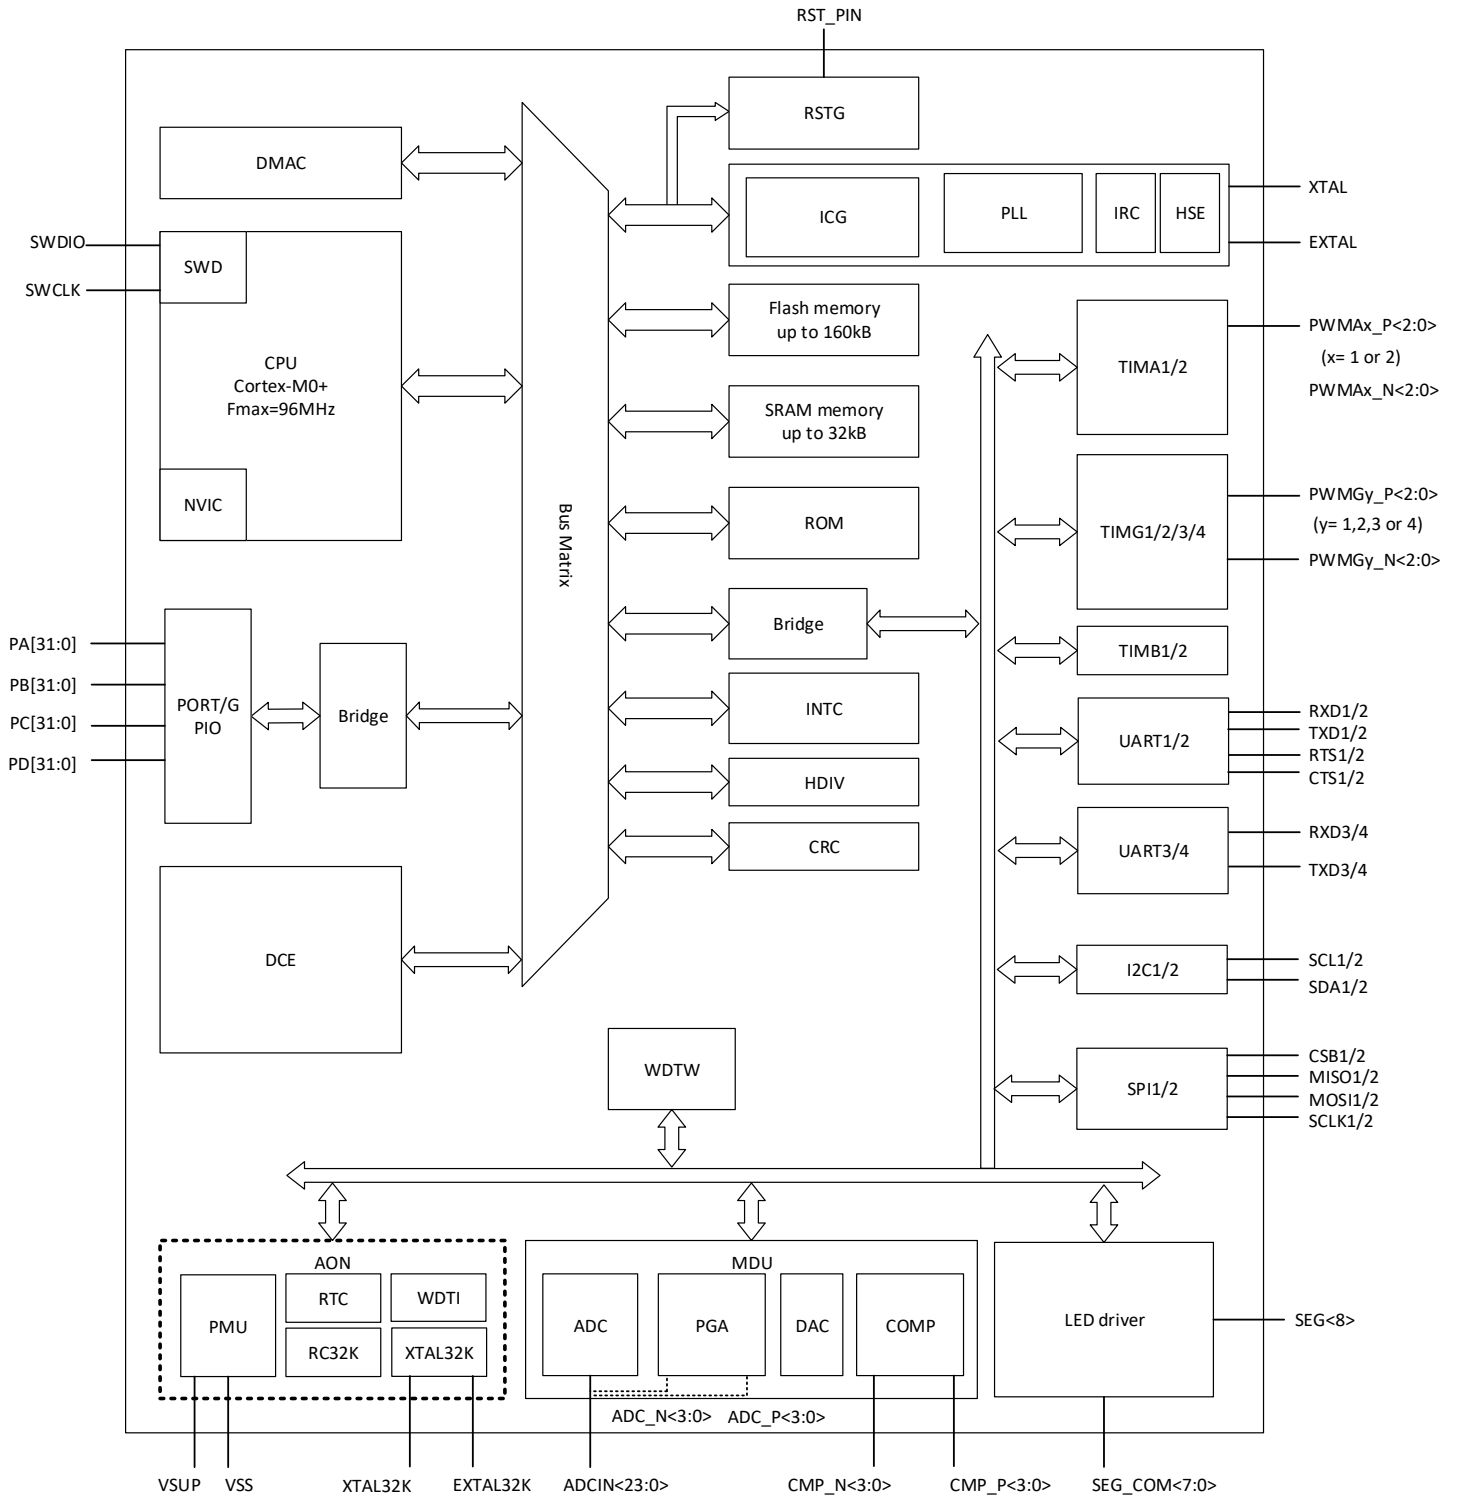 RST_PIN
RSTG
DMAC
ICG
PLL
IRC
HSE
XTAL
EXTAL
SWDIO
SWCLK
SWD
CPU
Cortex-M0+
Fmax=96MHz
NVIC
Flash memory
up to 160kB
SRAM memory
up to 32kB
ROM
Bus Matrix
Bridge
INTC
HDIV
CRC
TIMA1/2
PWMAx_P<2:0>
(x= 1 or 2)
PWMAx_N<2:0>
TIMG1/2/3/4
PWMGy_P<2:0>
(y= 1,2,3 or 4)
PWMGy_N<2:0>
TIMB1/2
UART1/2
RXD1/2
TXD1/2
RTS1/2
CTS1/2
UART3/4
RXD3/4
TXD3/4
I2C1/2
SCL1/2
SDA1/2
SPI1/2
CSB1/2
MISO1/2
MOSI1/2
SCLK1/2
PA[31:0]
PB[31:0]
PC[31:0]
PD[31:0]
PORT/G
PIO
Bridge
DCE
WDTW
AON
PMU
RTC
WDTI
RC32K
XTAL32K
MDU
ADC
PGA
DAC
COMP
LED driver
SEG<8>
ADC_N<3:0>
ADC_P<3:0>
VSUP
VSS
XTAL32K
EXTAL32K
ADCIN<23:0>
CMP_N<3:0>
CMP_P<3:0>
SEG_COM<7:0>